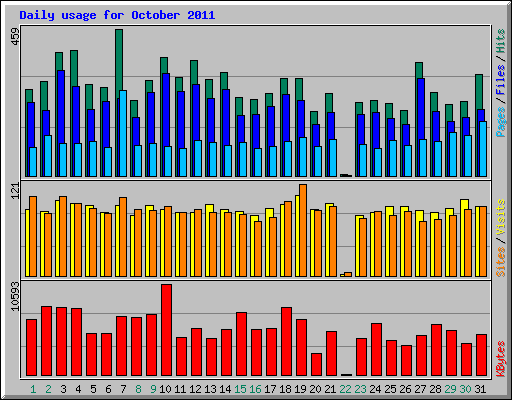 Daily usage for October 2011
459
121
10593
Pages / Files / Hits
Sites / Visits
KBytes
1 2 3 4 5 6 7 8 9 10 11 12 13 14 15 16 17 18 19 20 21 22 23 24 25 26 27 28 29 30 31